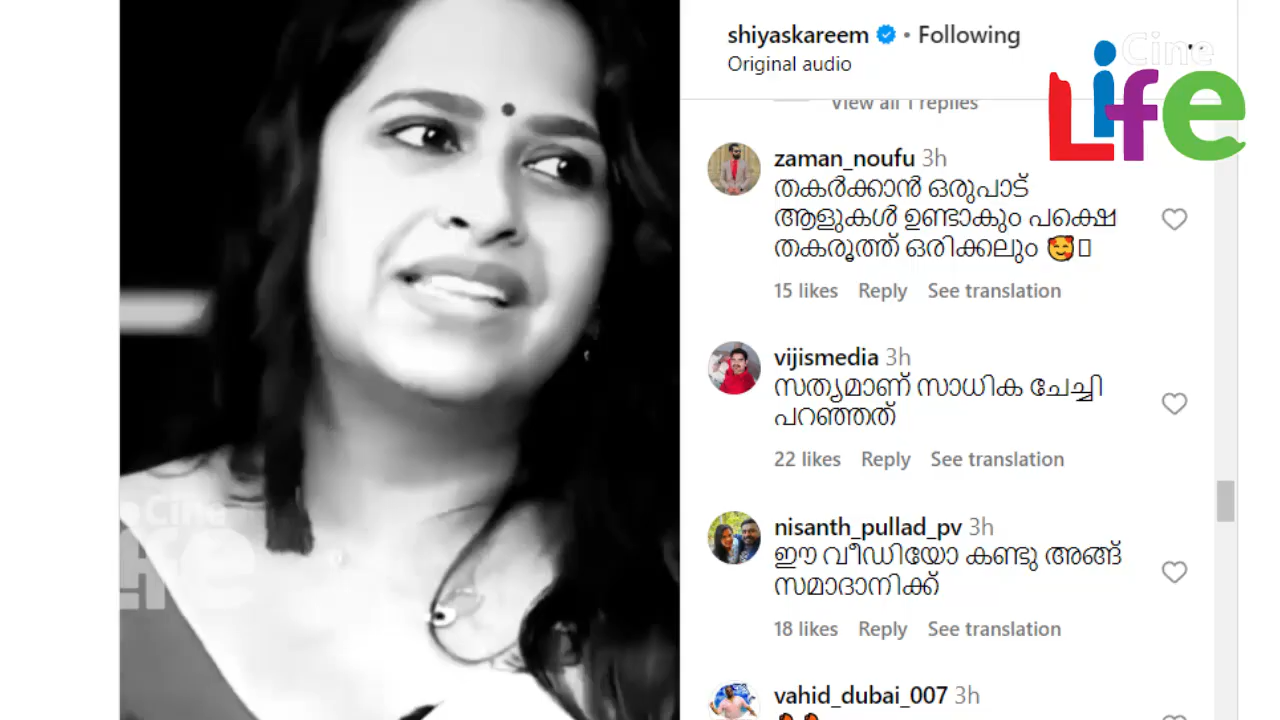 shiyaskareem • Following
Original audio
Cine
LiFe
View all 1 replies
zaman_noufu 3h
തകർക്കാൻ ഒരുപാട്
ആളുകൾ ഉണ്ടാകും പക്ഷെ
തകരൂത്ത് ഒരിക്കലും 🥰
15 likes Reply See translation
vijismedia 3h
സത്യമാണ് സാധിക ചേച്ചി
പറഞ്ഞത്
22 likes Reply See translation
nisanth_pullad_pv 3h
ഈ വീഡിയോ കണ്ടു അങ്ങ്
സമാദാനിക്ക്
18 likes Reply See translation
vahid_dubai_007 3h
Cine